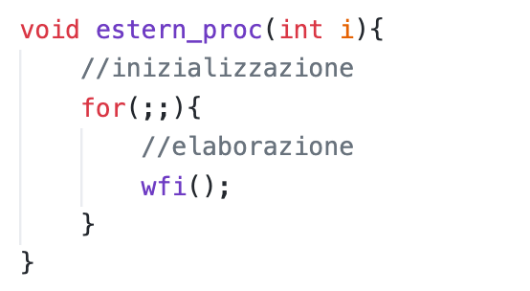 void estern_proc(int i){
    //inizializzazione
    for(;;){
        //elaborazione
        wfi();
    }
}